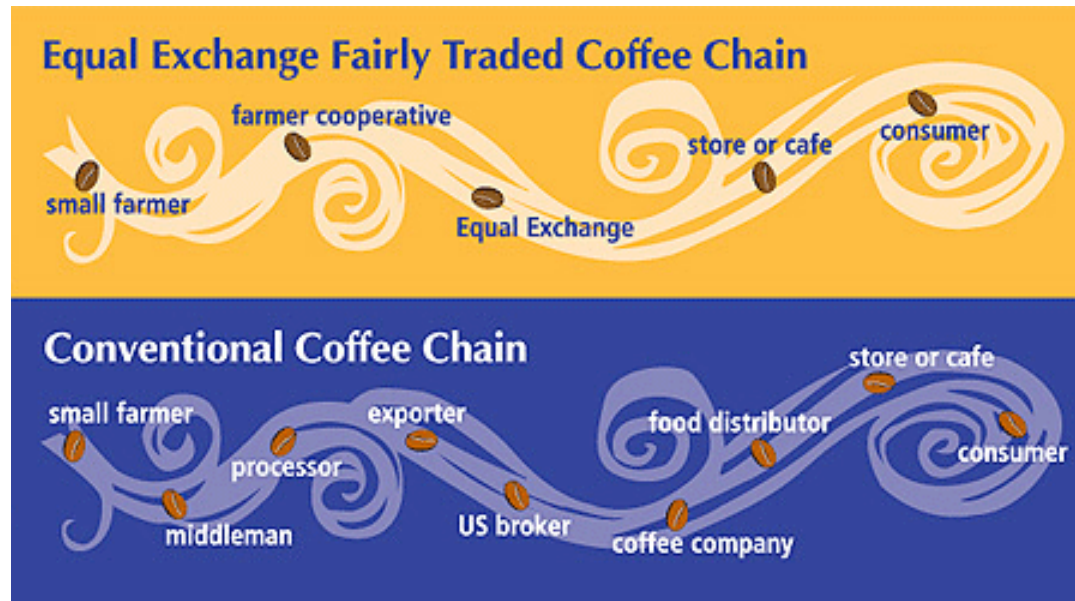 Equal Exchange Fairly Traded Coffee Chain
small farmer
farmer cooperative
Equal Exchange
store or cafe
consumer
Conventional Coffee Chain
small farmer
middleman
processor
exporter
US broker
coffee company
food distributor
store or cafe
consumer